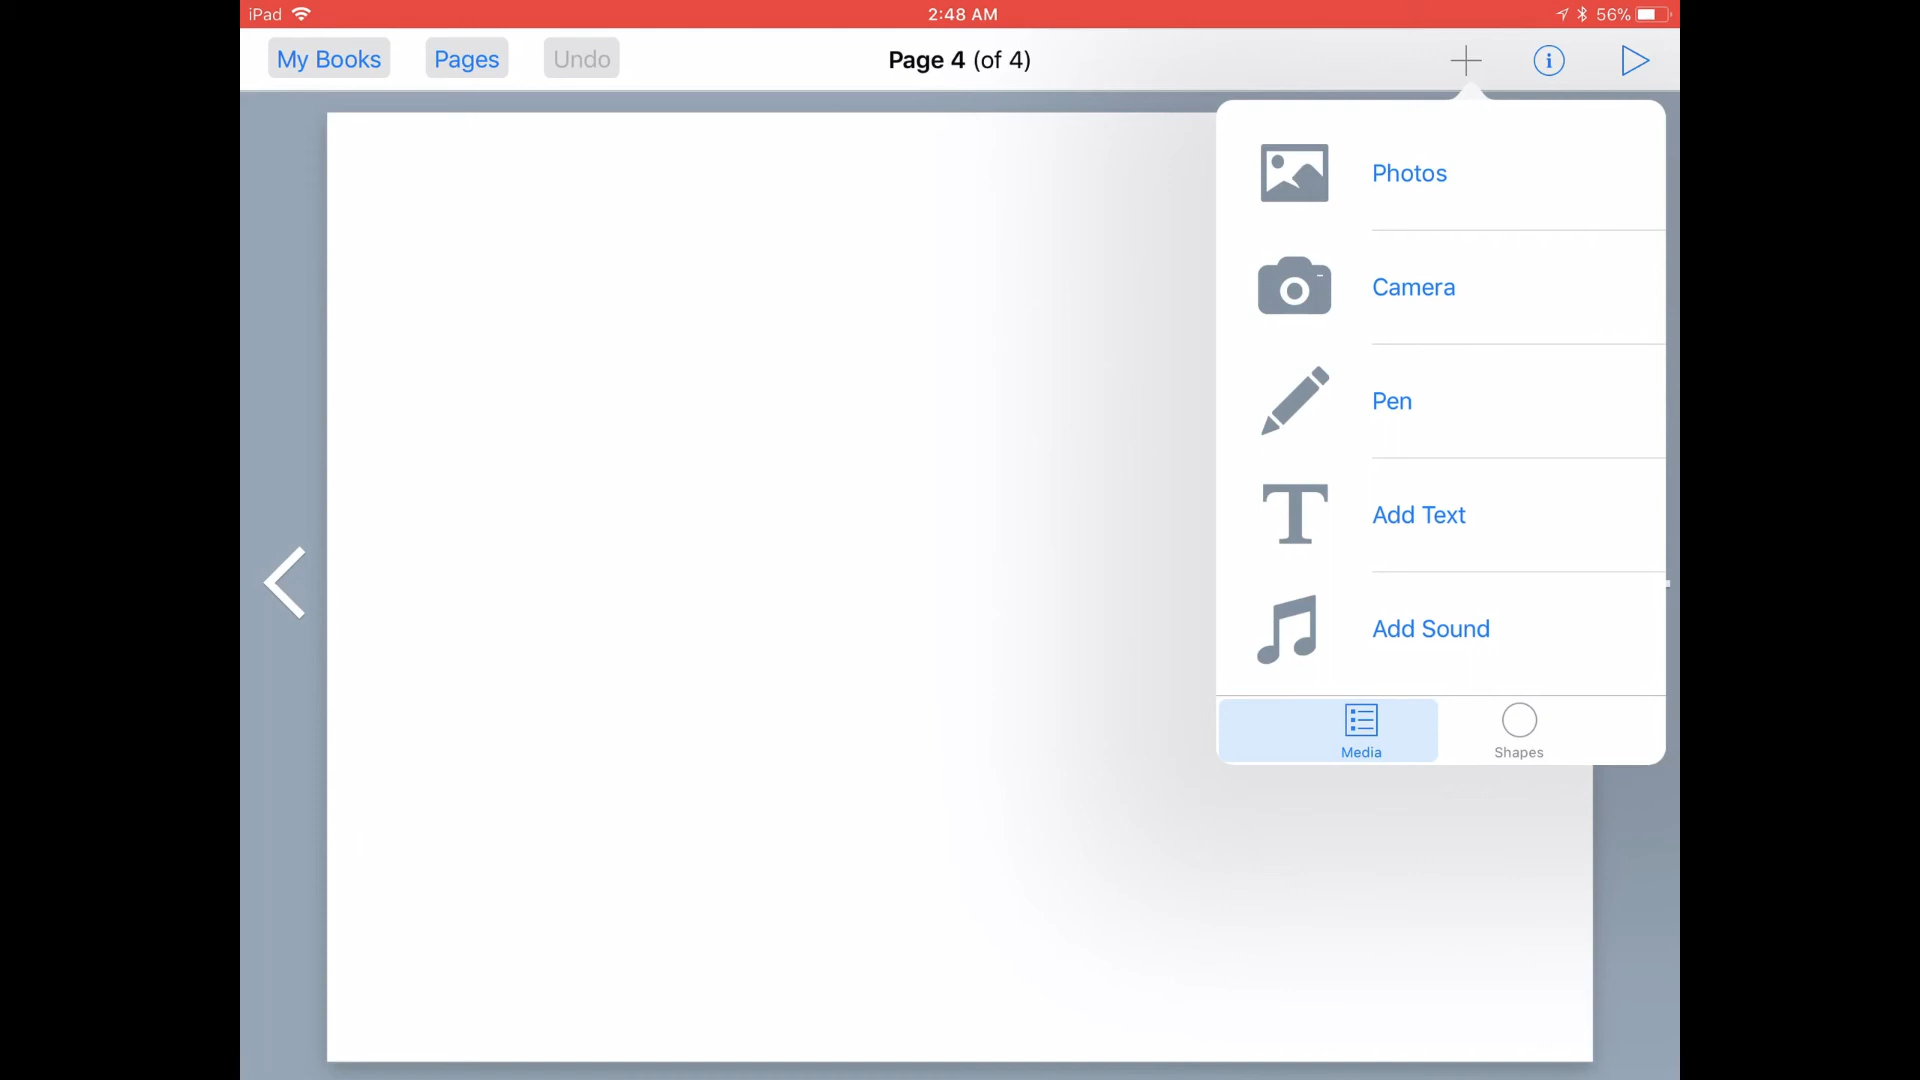 iPad 2:48 AM 56%
My Books Pages Undo Page 4 (of 4)
Photos
Camera
Pen
Add Text
Add Sound
Media Shapes